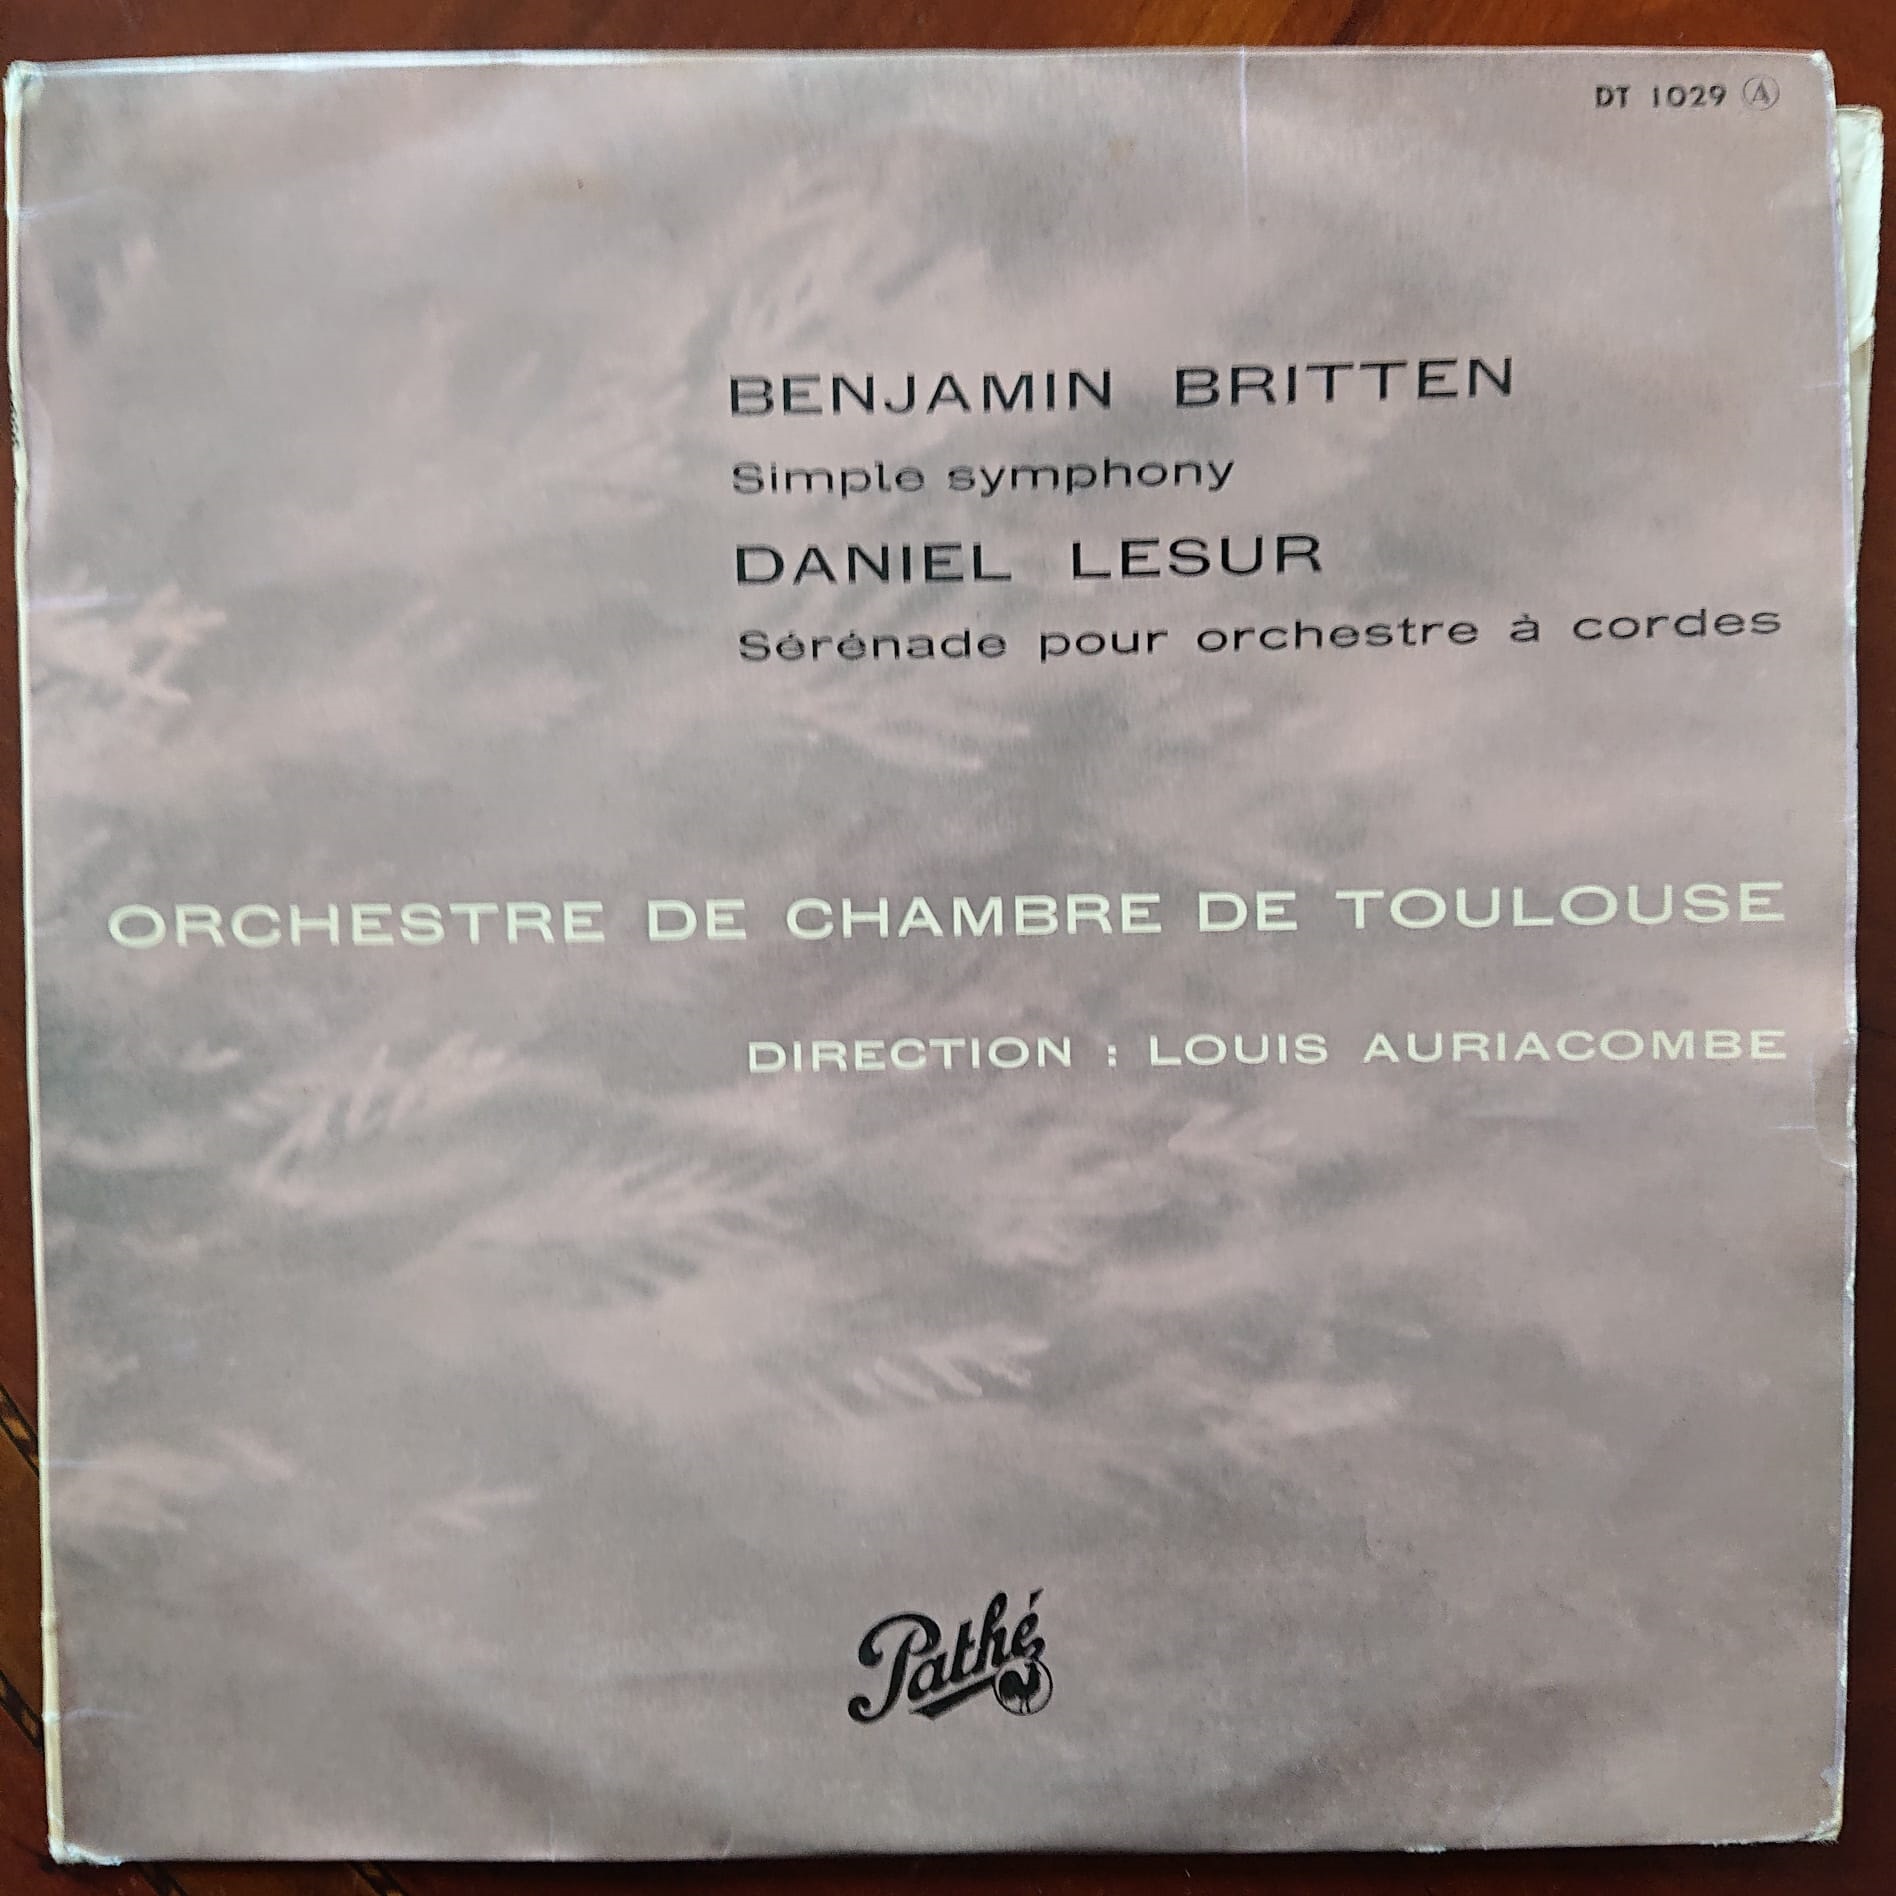 DT 1029 Ⓐ
BENJAMIN BRITTEN
Simple symphony
DANIEL LESUR
Sérénade pour orchestre à cordes
ORCHESTRE DE CHAMBRE DE TOULOUSE
DIRECTION : LOUIS AURIACOMBE
Pathé